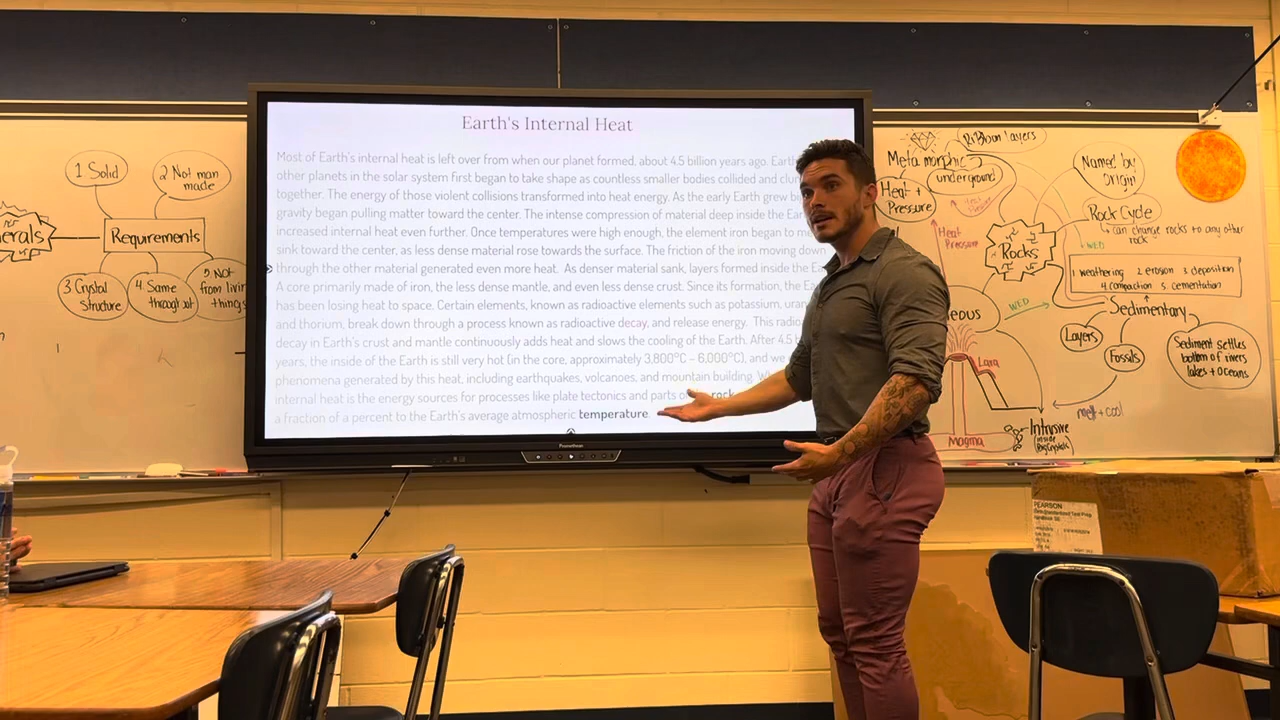 Earth's Internal Heat
Most of Earth's internal heat is left over from when our planet formed, about 4.5 billion years ago. Earth
other planets in the solar system first began to take shape as countless smaller bodies collided and
together. The energy of those violent collisions transformed into heat energy. As the early Earth grew
gravity began pulling matter toward the center. The intense compression of material deep inside the
increased internal heat even further. Once temperatures were high enough, the element iron began to
sink toward the center, as less dense material rose towards the surface. The friction of the iron moving down
through the other material generated even more heat. As denser material sank, layers formed inside the
A core primarily made of iron, the less dense mantle, and even less dense crust. Since its formation, the
has been losing heat to space. Certain elements, known as radioactive elements such as potassium,
and thorium, break down through a process known as radioactive decay, and release energy. This
decay in Earth's crust and mantle continuously adds heat and slows the cooling of the Earth. After 4.5
years, the inside of the Earth is still very hot (in the core, approximately 3,800°C - 6,000°C), and we
phenomena generated by this heat, including earthquakes, volcanoes, and mountain building.
internal heat is the energy sources for processes like plate tectonics and parts of rock
a fraction of a percent to the Earth's average atmospheric temperature
Promethean
1 Solid
2 Not man
made
Requirements
3 Crystal
Structure
4. Same
throughout
5 Not
from livin
things
Ribbon layers
Metamorphic
underground
Heat +
Pressure
Heat
Pressure
Named by
origin
Rock Cycle
can change rocks to any other
rock
Rocks
WED
1 weathering 2 erosion 3 deposition
4. compaction 5. cementation
Sedimentary
Layers
Fossils
Sediment settles
bottom of rivers
lakes + oceans
eous
WED
Lava
Magma
melt + cool
Intrusive
PEARSON